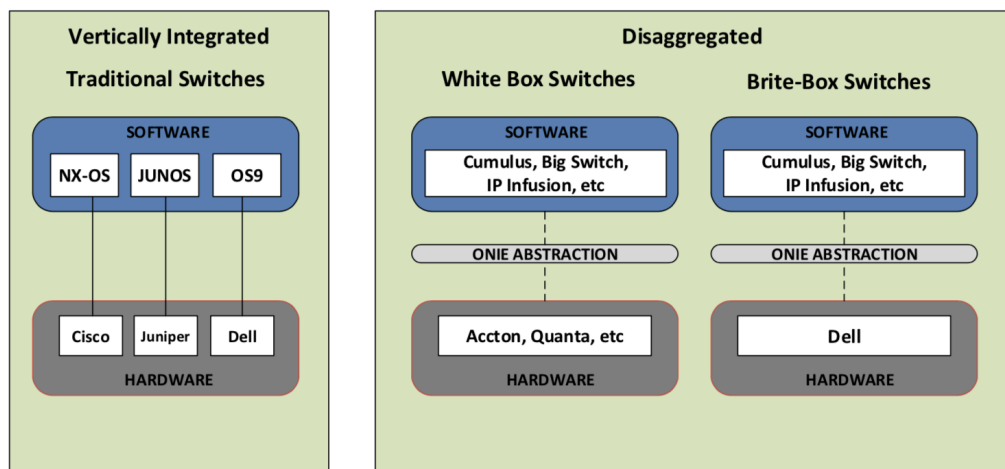 Vertically Integrated
Traditional Switches
SOFTWARE
NX-OS
JUNOS
OS9
Cisco
Juniper
Dell
HARDWARE
Disaggregated
White Box Switches
SOFTWARE
Cumulus, Big Switch,
IP Infusion, etc
ONIE ABSTRACTION
Accton, Quanta, etc
HARDWARE
Brite-Box Switches
SOFTWARE
Cumulus, Big Switch,
IP Infusion, etc
ONIE ABSTRACTION
Dell
HARDWARE